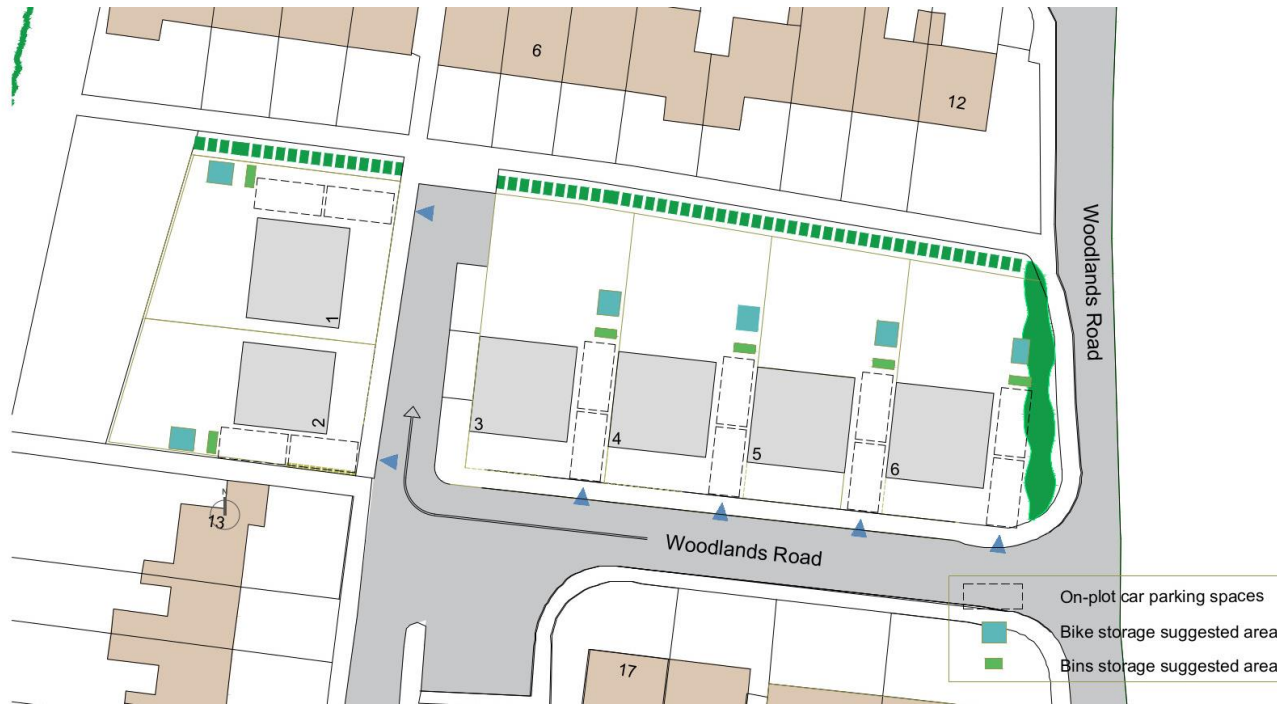 6
12
Woodlands Road
1
2
3
4
5
6
N
13
Woodlands Road
17
On-plot car parking spaces
Bike storage suggested area
Bins storage suggested area